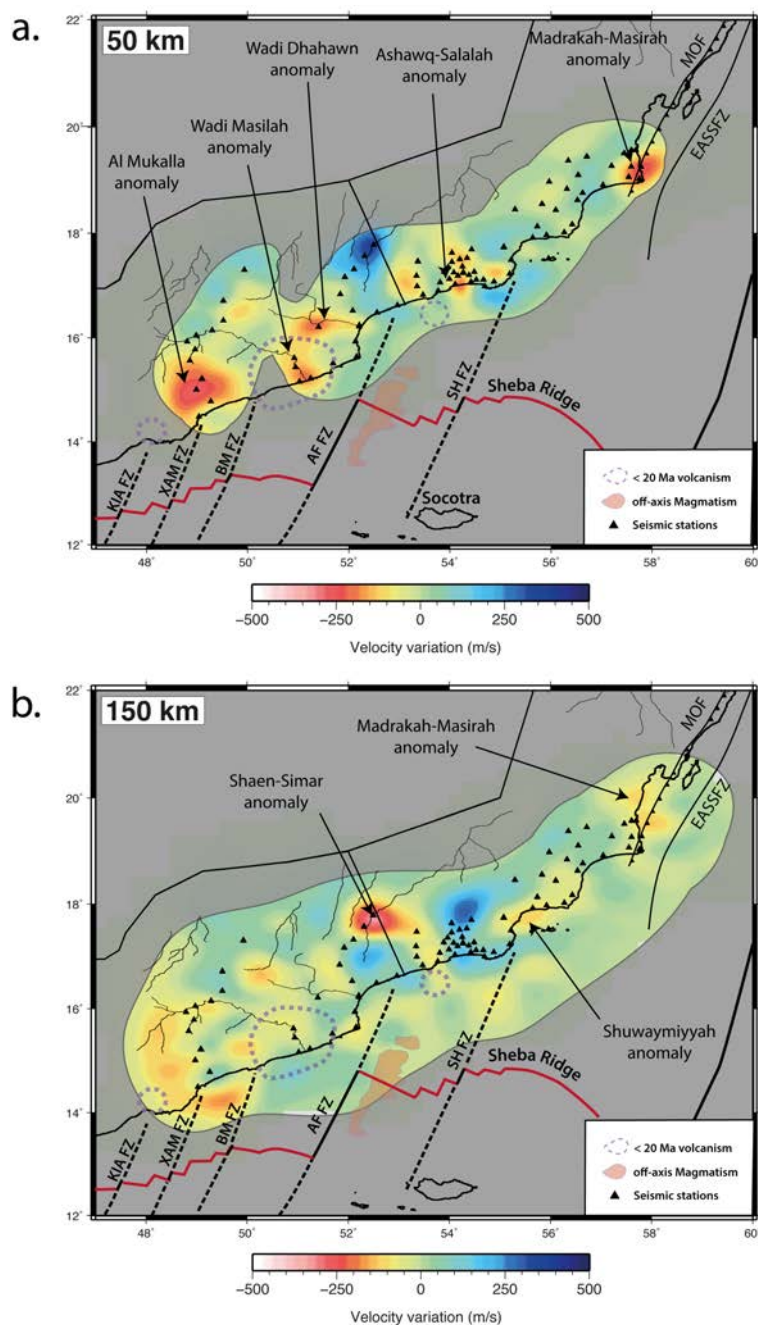 a.
50 km
Wadi Dhahawn
anomaly
Ashawq-Salalah
anomaly
Madrakah-Masirah
anomaly
Wadi Masilah
anomaly
Al Mukalla
anomaly
MOF
EASSFZ
22˚
20˚
18˚
16˚
14˚
12˚
KIA FZ
XAM FZ
BM FZ
AF FZ
SH FZ
Sheba Ridge
Socotra
< 20 Ma volcanism
off-axis Magmatism
Seismic stations
48˚
50˚
52˚
54˚
56˚
58˚
60˚
−500
−250
0
250
500
Velocity variation (m/s)
b.
150 km
Madrakah-Masirah
anomaly
Shaen-Simar
anomaly
MOF
EASSFZ
Shuwaymiyyah
anomaly
22˚
20˚
18˚
16˚
14˚
12˚
KIA FZ
XAM FZ
BM FZ
AF FZ
SH FZ
Sheba Ridge
< 20 Ma volcanism
off-axis Magmatism
Seismic stations
48˚
50˚
52˚
54˚
56˚
58˚
60˚
−500
−250
0
250
500
Velocity variation (m/s)